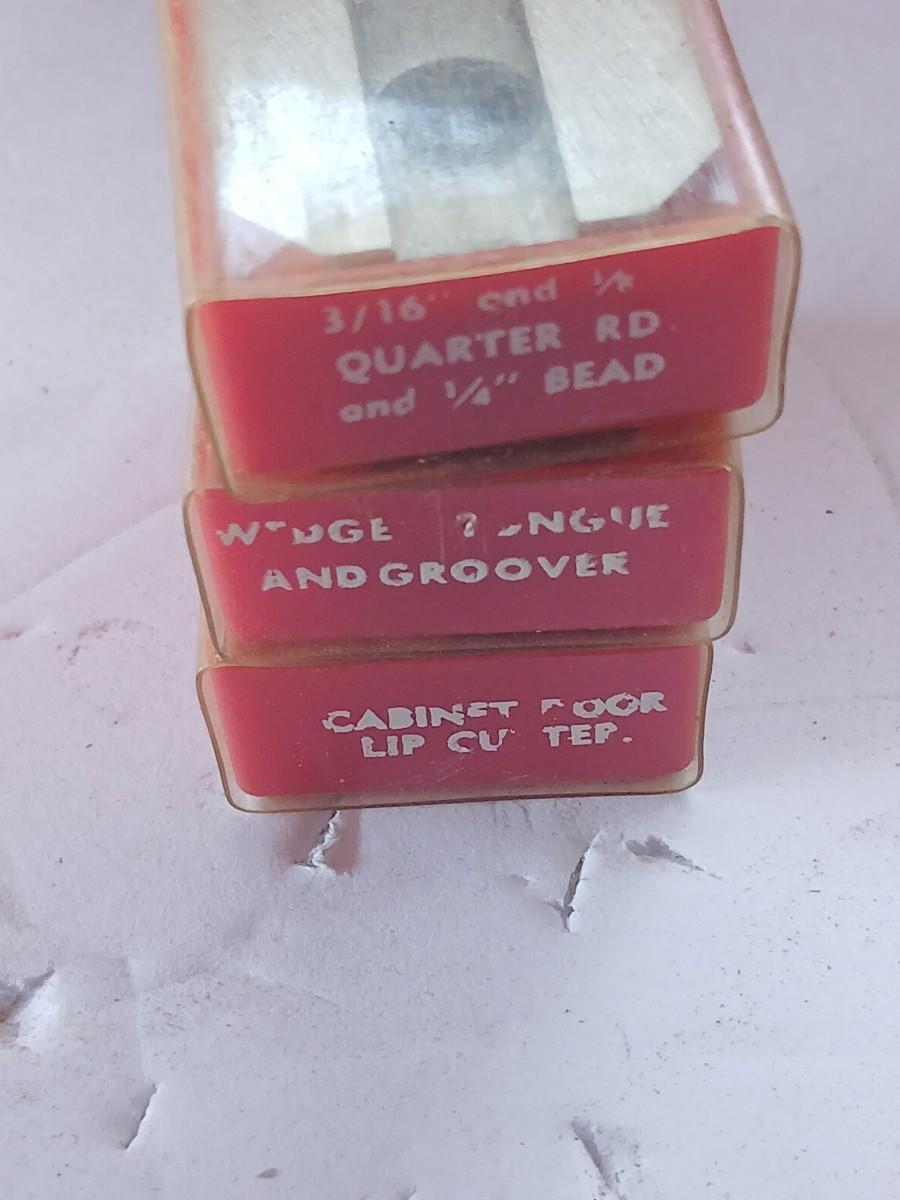 3/16" and 1/4
QUARTER RD.
and 1/4" BEAD
AND GROOVER
CABINET DOOR
LIP CUTTER.